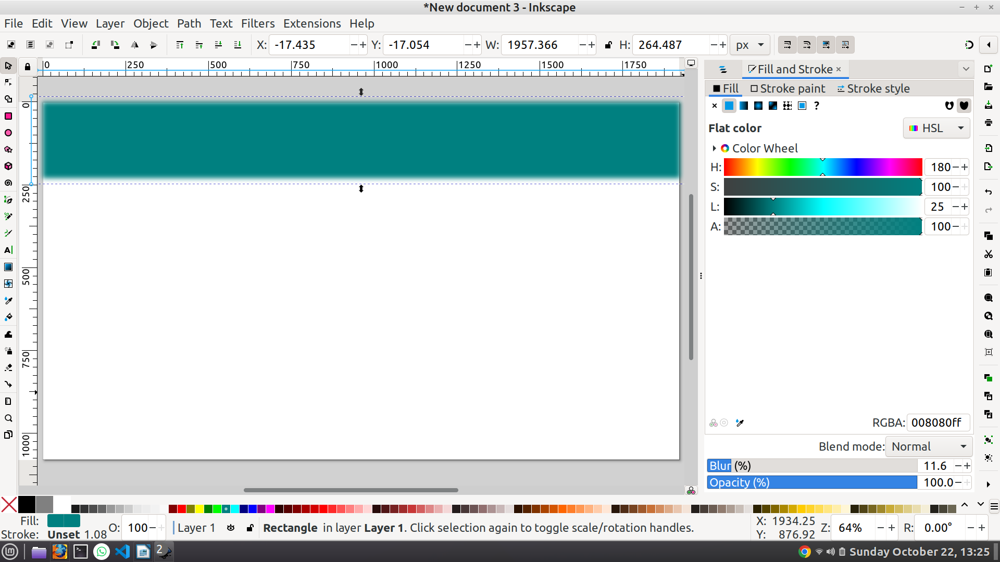 *New document 3 - Inkscape
File Edit View Layer Object Path Text Filters Extensions Help
X: -17.435 Y: -17.054 W: 1957.366 H: 264.487 px
0 250 500 750 1000 1250 1500 1750
0
250
500
750
1000
Fill and Stroke
Fill Stroke paint Stroke style
Flat color HSL
Color Wheel
H: 180
S: 100
L: 25
A: 100
RGBA: 008080ff
Blend mode: Normal
Blur (%) 11.6
Opacity (%) 100.0
Fill: O: 100 Layer 1 Rectangle in layer Layer 1. Click selection again to toggle scale/rotation handles. X: 1934.25 Z: 64% R: 0.00°
Stroke: Unset 1.08 Y: 876.92
2 Sunday October 22, 13:25